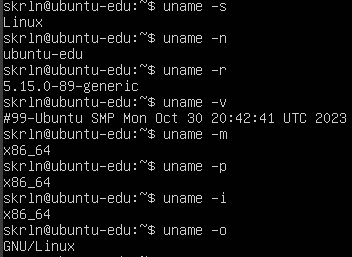 skrln@ubuntu-edu:~$ uname -s
Linux
skrln@ubuntu-edu:~$ uname -n
ubuntu-edu
skrln@ubuntu-edu:~$ uname -r
5.15.0-89-generic
skrln@ubuntu-edu:~$ uname -v
#99-Ubuntu SMP Mon Oct 30 20:42:41 UTC 2023
skrln@ubuntu-edu:~$ uname -m
x86_64
skrln@ubuntu-edu:~$ uname -p
x86_64
skrln@ubuntu-edu:~$ uname -i
x86_64
skrln@ubuntu-edu:~$ uname -o
GNU/Linux